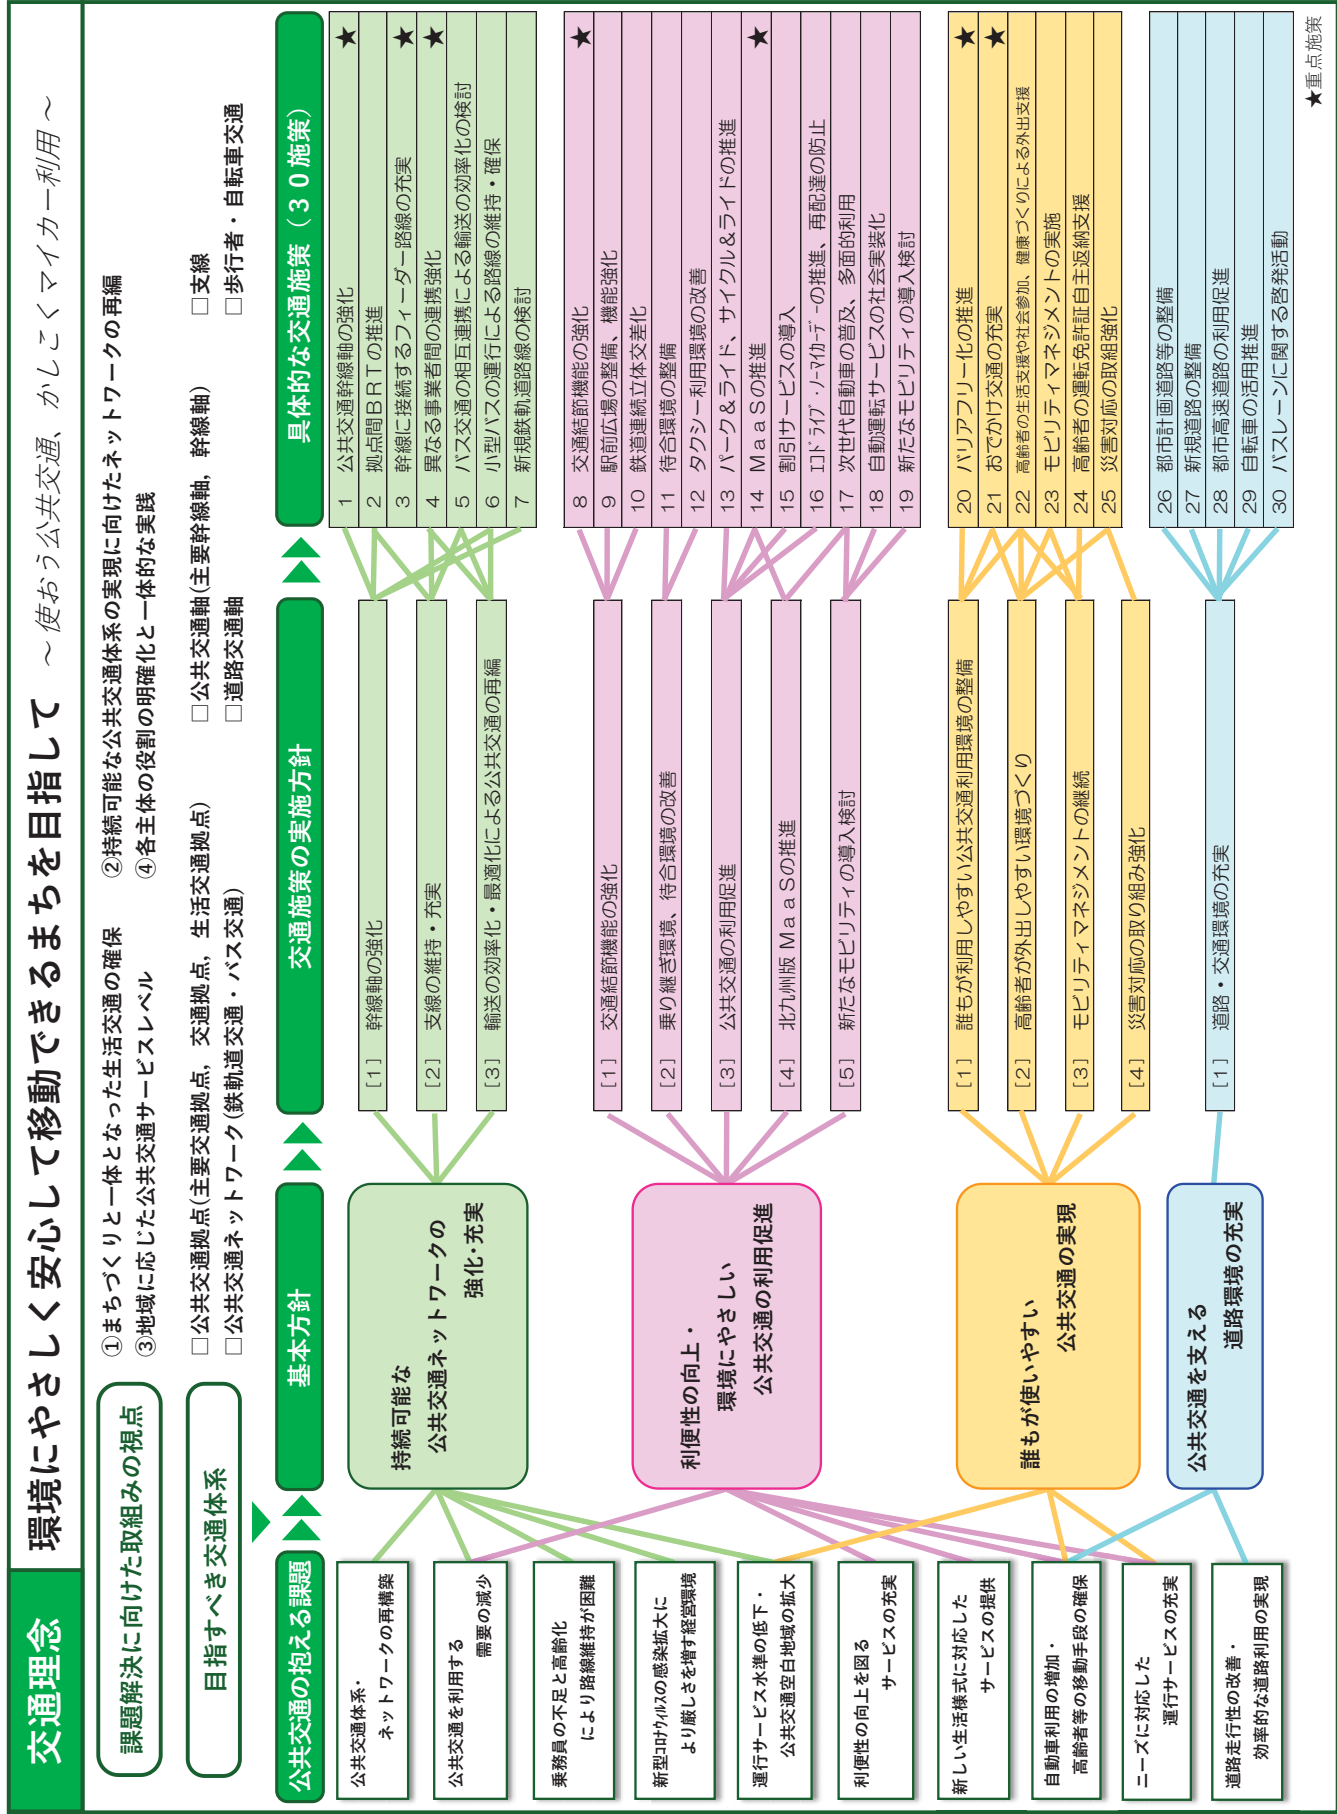 交通理念
環境にやさしく安心して移動できるまちを目指して ～使おう公共交通、かしこくマイカー利用～
課題解決に向けた取組みの視点
①まちづくりと一体となった生活交通の確保 ②持続可能な公共交通体系の実現に向けたネットワークの再編
③地域に応じた公共交通サービスレベル ④各主体の役割の明確化と一体的な実践
目指すべき交通体系
□公共交通拠点(主要交通拠点，交通拠点，生活交通拠点) □公共交通軸(主要幹線軸，幹線軸) □支線
□公共交通ネットワーク(鉄軌道交通・バス交通) □道路交通軸 □歩行者・自転車交通
公共交通の抱える課題
公共交通体系・
ネットワークの再構築
公共交通を利用する
需要の減少
乗務員の不足と高齢化
により路線維持が困難
新型ｺﾛﾅｳｲﾙｽの感染拡大に
より厳しさを増す経営環境
運行サービス水準の低下・
公共交通空白地域の拡大
利便性の向上を図る
サービスの充実
新しい生活様式に対応した
サービスの提供
自動車利用の増加・
高齢者等の移動手段の確保
ニーズに対応した
運行サービスの充実
道路走行性の改善・
効率的な道路利用の実現
基本方針
持続可能な
公共交通ネットワークの
強化･充実
利便性の向上・
環境にやさしい
公共交通の利用促進
誰もが使いやすい
公共交通の実現
公共交通を支える
道路環境の充実
交通施策の実施方針
[1] 幹線軸の強化
[2] 支線の維持・充実
[3] 輸送の効率化・最適化による公共交通の再編
[1] 交通結節機能の強化
[2] 乗り継ぎ環境、待合環境の改善
[3] 公共交通の利用促進
[4] 北九州版 MaaSの推進
[5] 新たなモビリティの導入検討
[1] 誰もが利用しやすい公共交通利用環境の整備
[2] 高齢者が外出しやすい環境づくり
[3] モビリティマネジメントの継続
[4] 災害対応の取り組み強化
[1] 道路・交通環境の充実
具体的な交通施策（３０施策）
1 公共交通幹線軸の強化 ★
2 拠点間BRTの推進
3 幹線に接続するフィーダー路線の充実 ★
4 異なる事業者間の連携強化 ★
5 バス交通の相互連携による輸送の効率化の検討
6 小型バスの運行による路線の維持・確保
7 新規鉄軌道路線の検討
8 交通結節機能の強化 ★
9 駅前広場の整備、機能強化
10 鉄道連続立体交差化
11 待合環境の整備
12 タクシー利用環境の改善
13 パーク＆ライド、サイクル＆ライドの推進
14 MaaSの推進 ★
15 割引サービスの導入
16 ｴｺﾄﾞﾗｲﾌﾞ・ﾉｰﾏｲｶｰﾃﾞｰの推進、再配達の防止
17 次世代自動車の普及、多面的利用
18 自動運転サービスの社会実装化
19 新たなモビリティの導入検討
20 バリアフリー化の推進 ★
21 おでかけ交通の充実 ★
22 高齢者の生活支援や社会参加、健康づくりによる外出支援
23 モビリティマネジメントの実施
24 高齢者の運転免許証自主返納支援
25 災害対応の取組強化
26 都市計画道路等の整備
27 新規道路の整備
28 都市高速道路の利用促進
29 自転車の活用推進
30 バスレーンに関する啓発活動
★重点施策